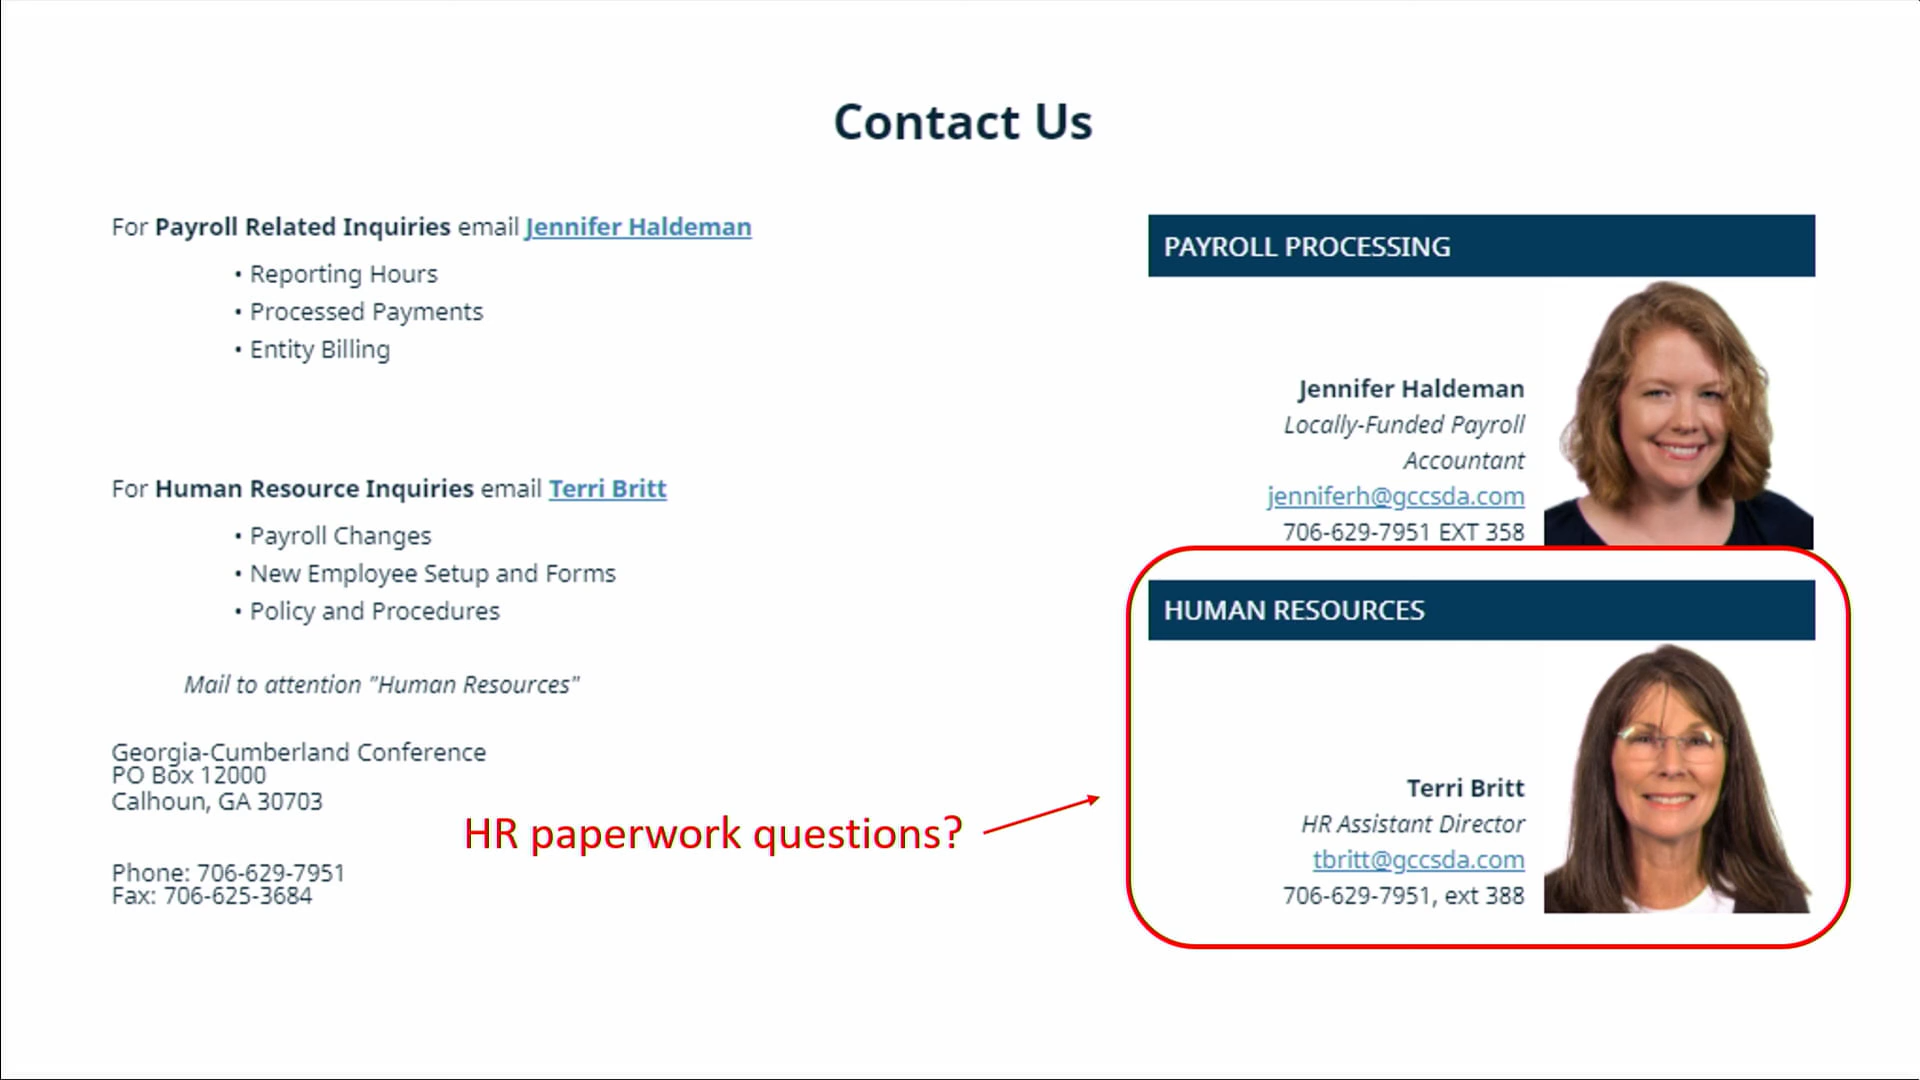 Contact Us
For Payroll Related Inquiries email Jennifer Haldeman
• Reporting Hours
• Processed Payments
• Entity Billing
For Human Resource Inquiries email Terri Britt
• Payroll Changes
• New Employee Setup and Forms
• Policy and Procedures
Mail to attention "Human Resources"
Georgia-Cumberland Conference
PO Box 12000
Calhoun, GA 30703
Phone: 706-629-7951
Fax: 706-625-3684
HR paperwork questions?
PAYROLL PROCESSING
Jennifer Haldeman
Locally-Funded Payroll
Accountant
jenniferh@gccsda.com
706-629-7951 EXT 358
HUMAN RESOURCES
Terri Britt
HR Assistant Director
tbritt@gccsda.com
706-629-7951, ext 388